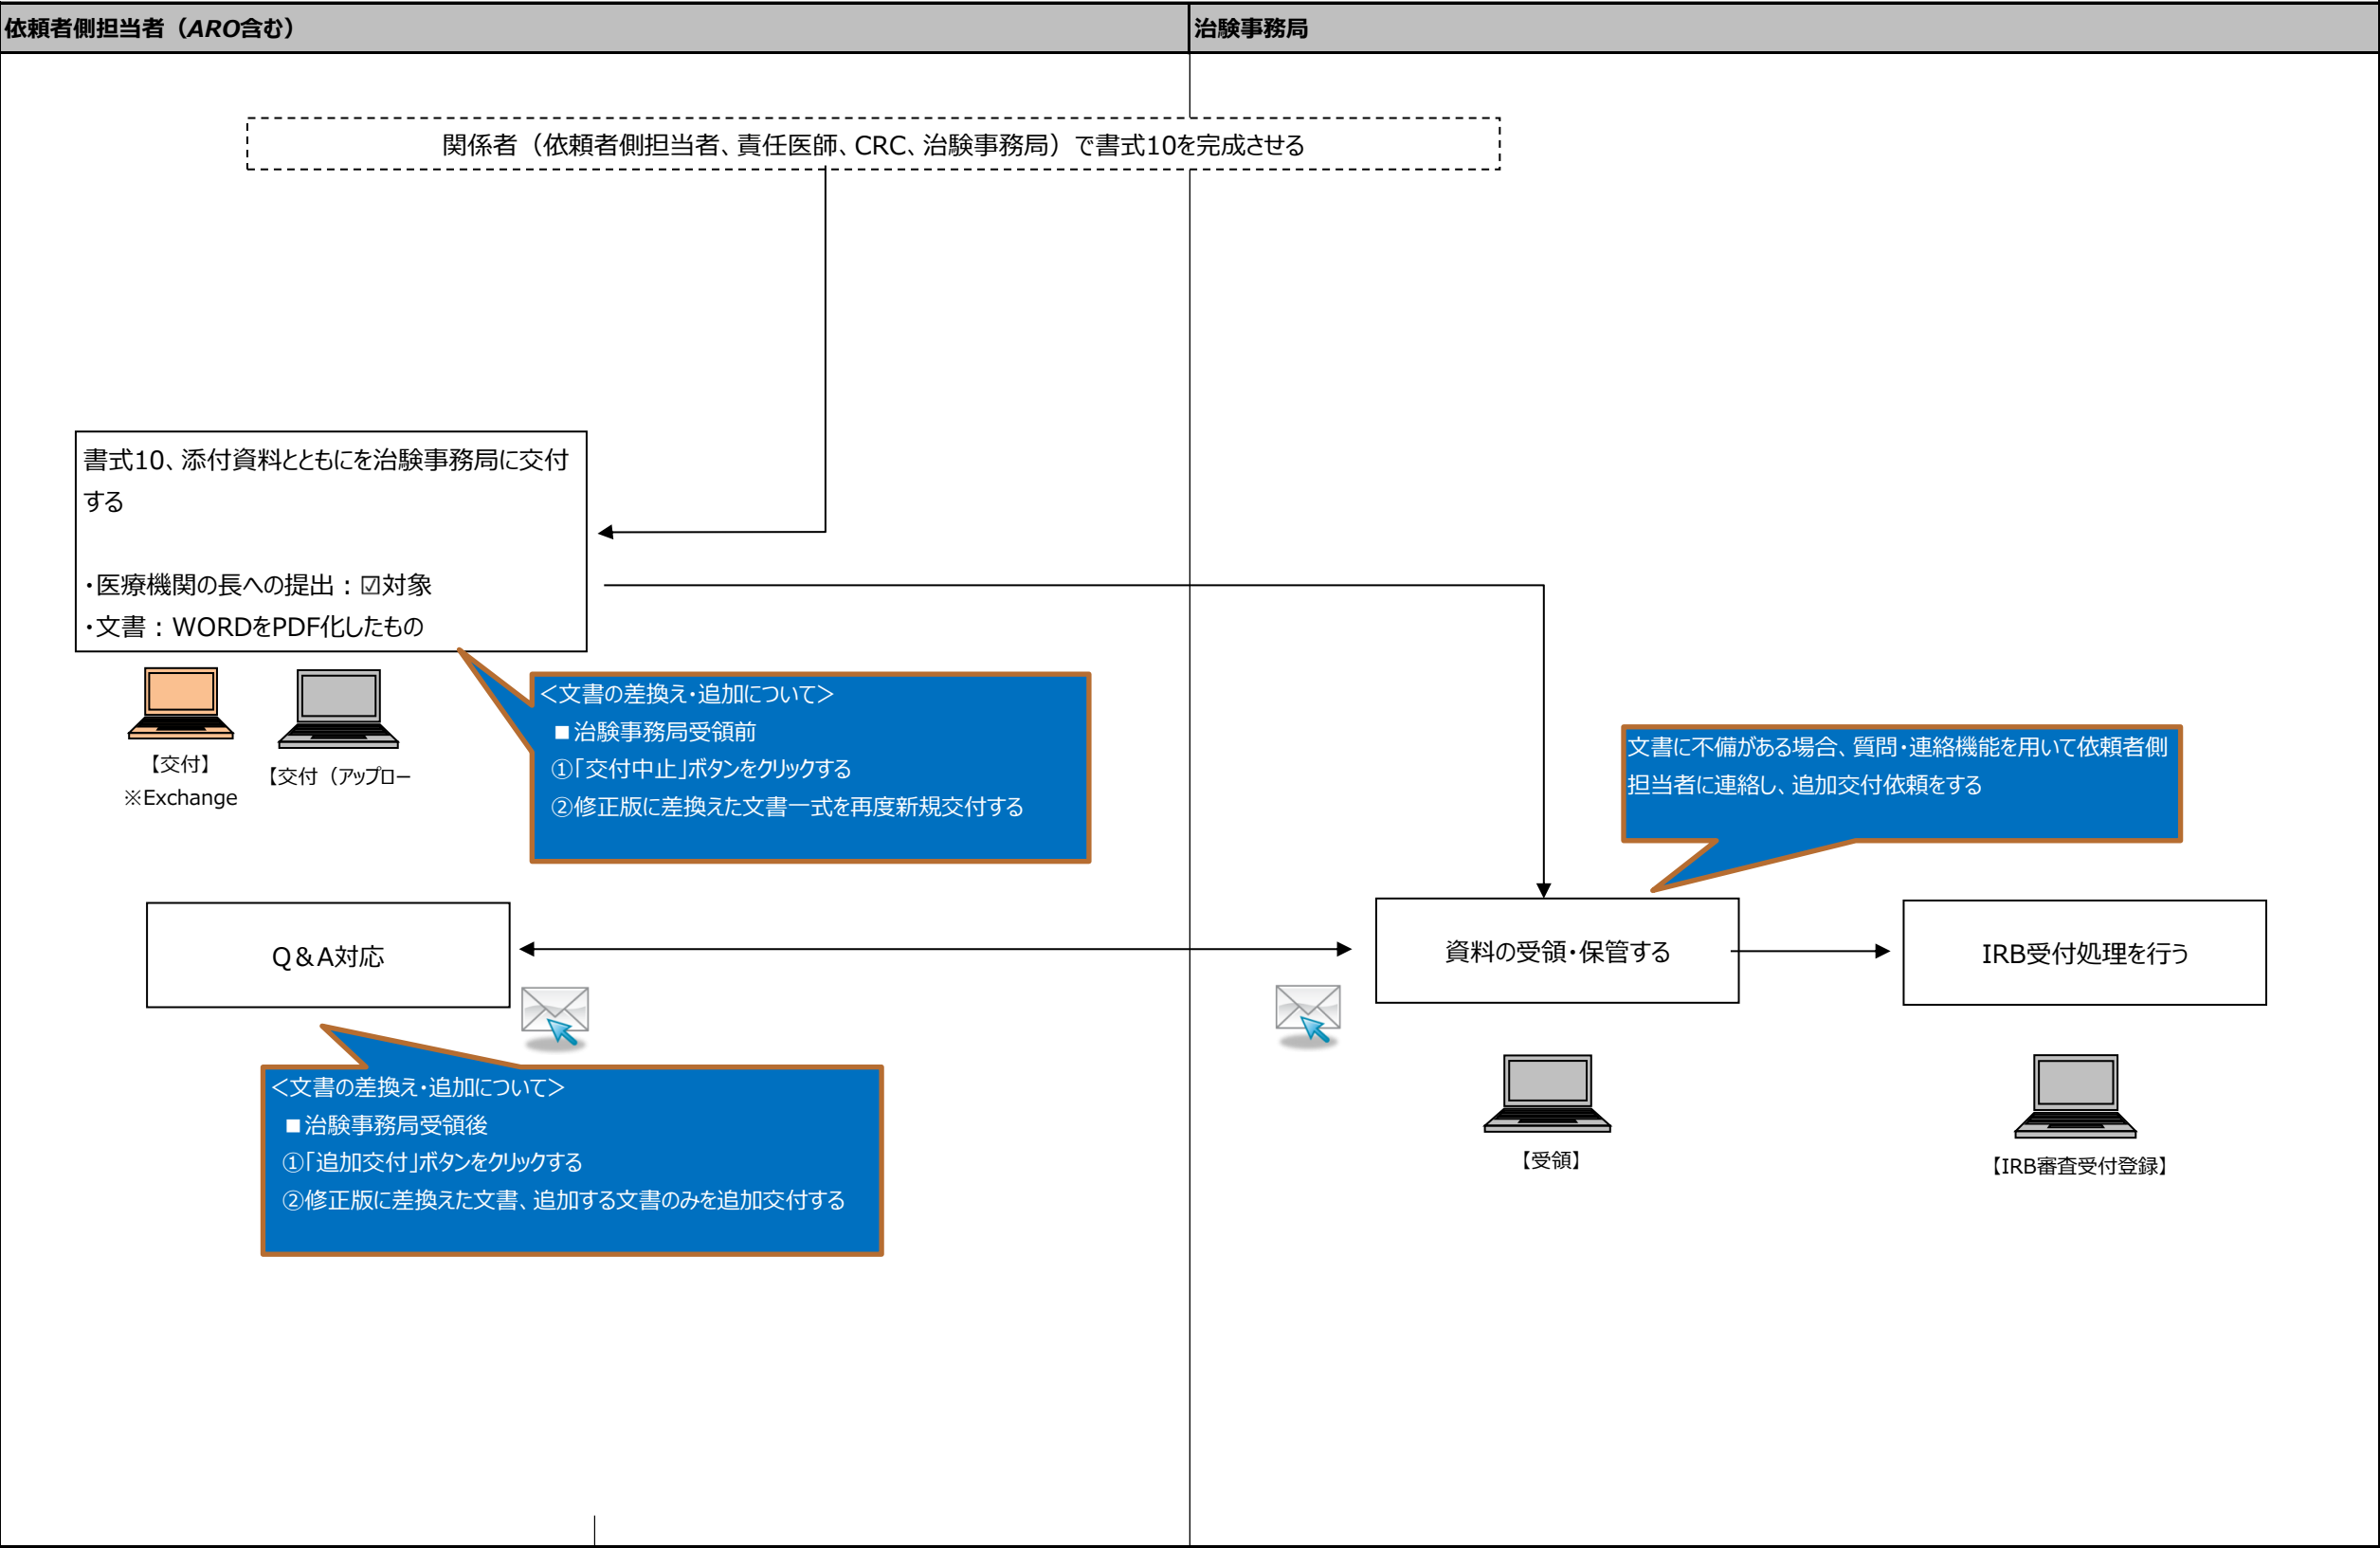 依頼者側担当者（ARO含む）
治験事務局
関係者（依頼者側担当者、責任医師、CRC、治験事務局）で書式10を完成させる
書式10、添付資料とともにを治験事務局に交付
する
・医療機関の長への提出：☑対象
・文書：WORDをPDF化したもの
【交付】
※Exchange
【交付（アップロー
＜文書の差換え・追加について＞
■治験事務局受領前
①「交付中止」ボタンをクリックする
②修正版に差換えた文書一式を再度新規交付する
文書に不備がある場合、質問・連絡機能を用いて依頼者側
担当者に連絡し、追加交付依頼をする
Q＆A対応
資料の受領・保管する
IRB受付処理を行う
＜文書の差換え・追加について＞
■治験事務局受領後
①「追加交付」ボタンをクリックする
②修正版に差換えた文書、追加する文書のみを追加交付する
【受領】
【IRB審査受付登録】